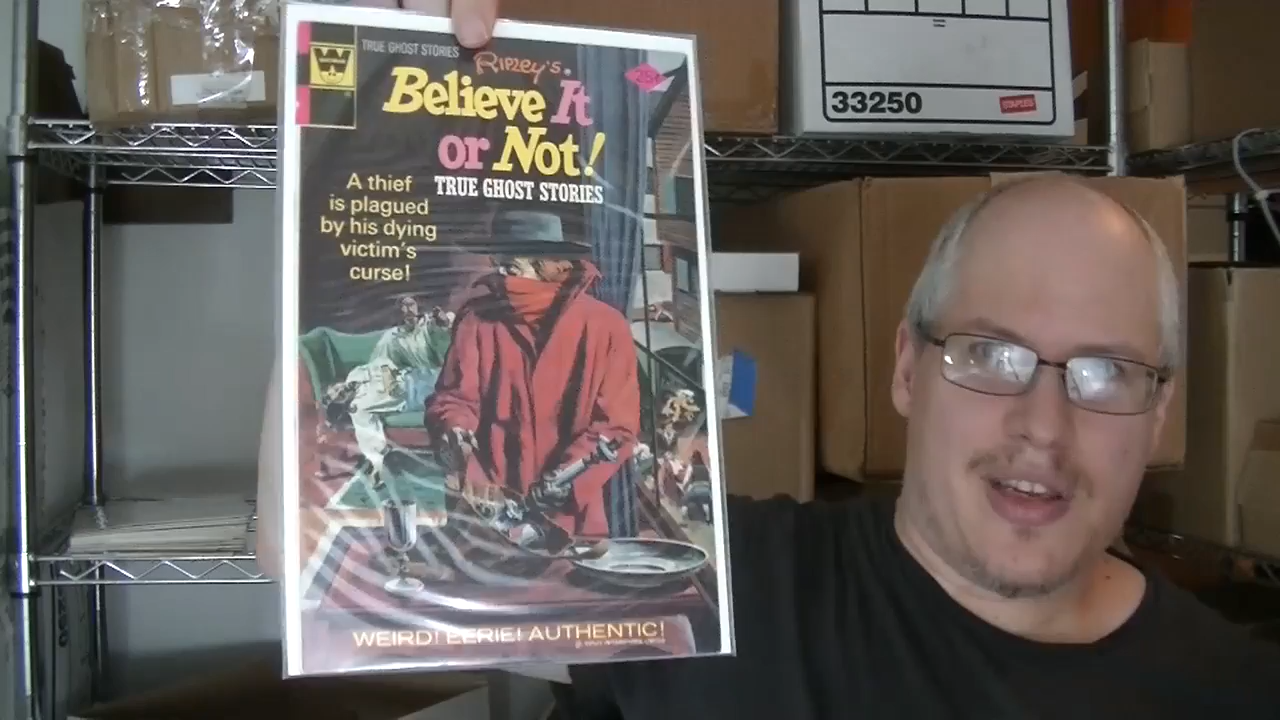 TRUE GHOST STORIES
RIPLEY'S
Believe It
or Not!
TRUE GHOST STORIES
A thief
is plagued
by his dying
victim's
curse!
WEIRD! EERIE! AUTHENTIC!
33250
STAPLES